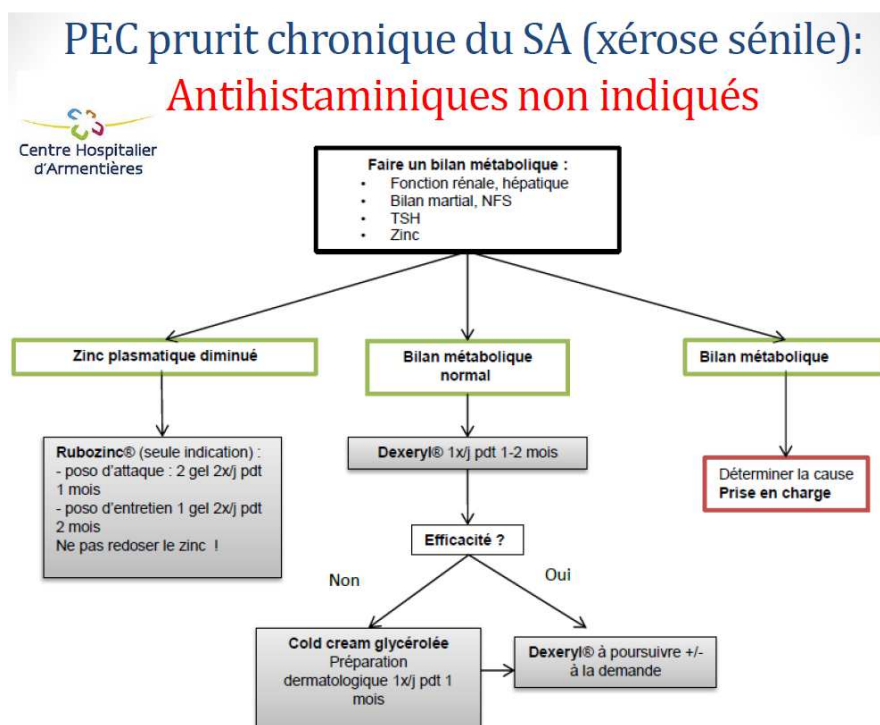 PEC prurit chronique du SA (xérose sénile):
Antihistaminiques non indiqués
Centre Hospitalier
d'Armentières
Faire un bilan métabolique :
• Fonction rénale, hépatique
• Bilan martial, NFS
• TSH
• Zinc
Zinc plasmatique diminué
Bilan métabolique
normal
Bilan métabolique
Rubozinc® (seule indication) :
- poso d'attaque : 2 gel 2x/j pdt
1 mois
- poso d'entretien 1 gel 2x/j pdt
2 mois
Ne pas redoser le zinc !
Dexeryl® 1x/j pdt 1-2 mois
Déterminer la cause
Prise en charge
Efficacité ?
Non
Oui
Cold cream glycérolée
Préparation
dermatologique 1x/j pdt 1
mois
Dexeryl® à poursuivre +/-
à la demande